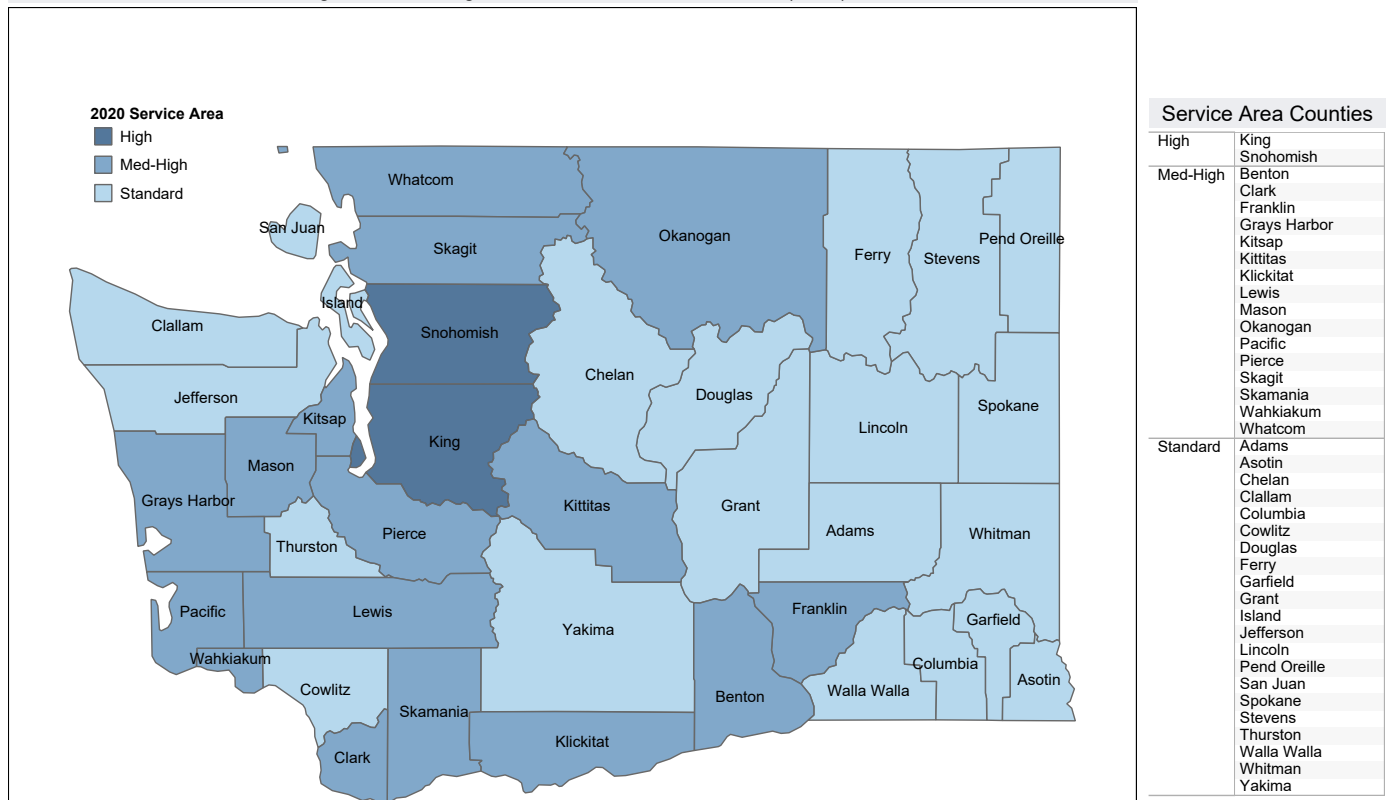 2020 Service Area
High
Med-High
Standard
Whatcom
San Juan
Skagit
Okanogan
Ferry
Stevens
Pend Oreille
Island
Clallam
Snohomish
Chelan
Douglas
Jefferson
Kitsap
King
Lincoln
Spokane
Mason
Grays Harbor
Kittitas
Grant
Adams
Whitman
Thurston
Pierce
Pacific
Lewis
Yakima
Franklin
Garfield
Wahkiakum
Cowlitz
Columbia
Asotin
Walla Walla
Skamania
Benton
Klickitat
Clark
Service Area Counties
High King
Snohomish
Med-High Benton
Clark
Franklin
Grays Harbor
Kitsap
Kittitas
Klickitat
Lewis
Mason
Okanogan
Pacific
Pierce
Skagit
Skamania
Wahkiakum
Whatcom
Standard Adams
Asotin
Chelan
Clallam
Columbia
Cowlitz
Douglas
Ferry
Garfield
Grant
Island
Jefferson
Lincoln
Pend Oreille
San Juan
Spokane
Stevens
Thurston
Walla Walla
Whitman
Yakima